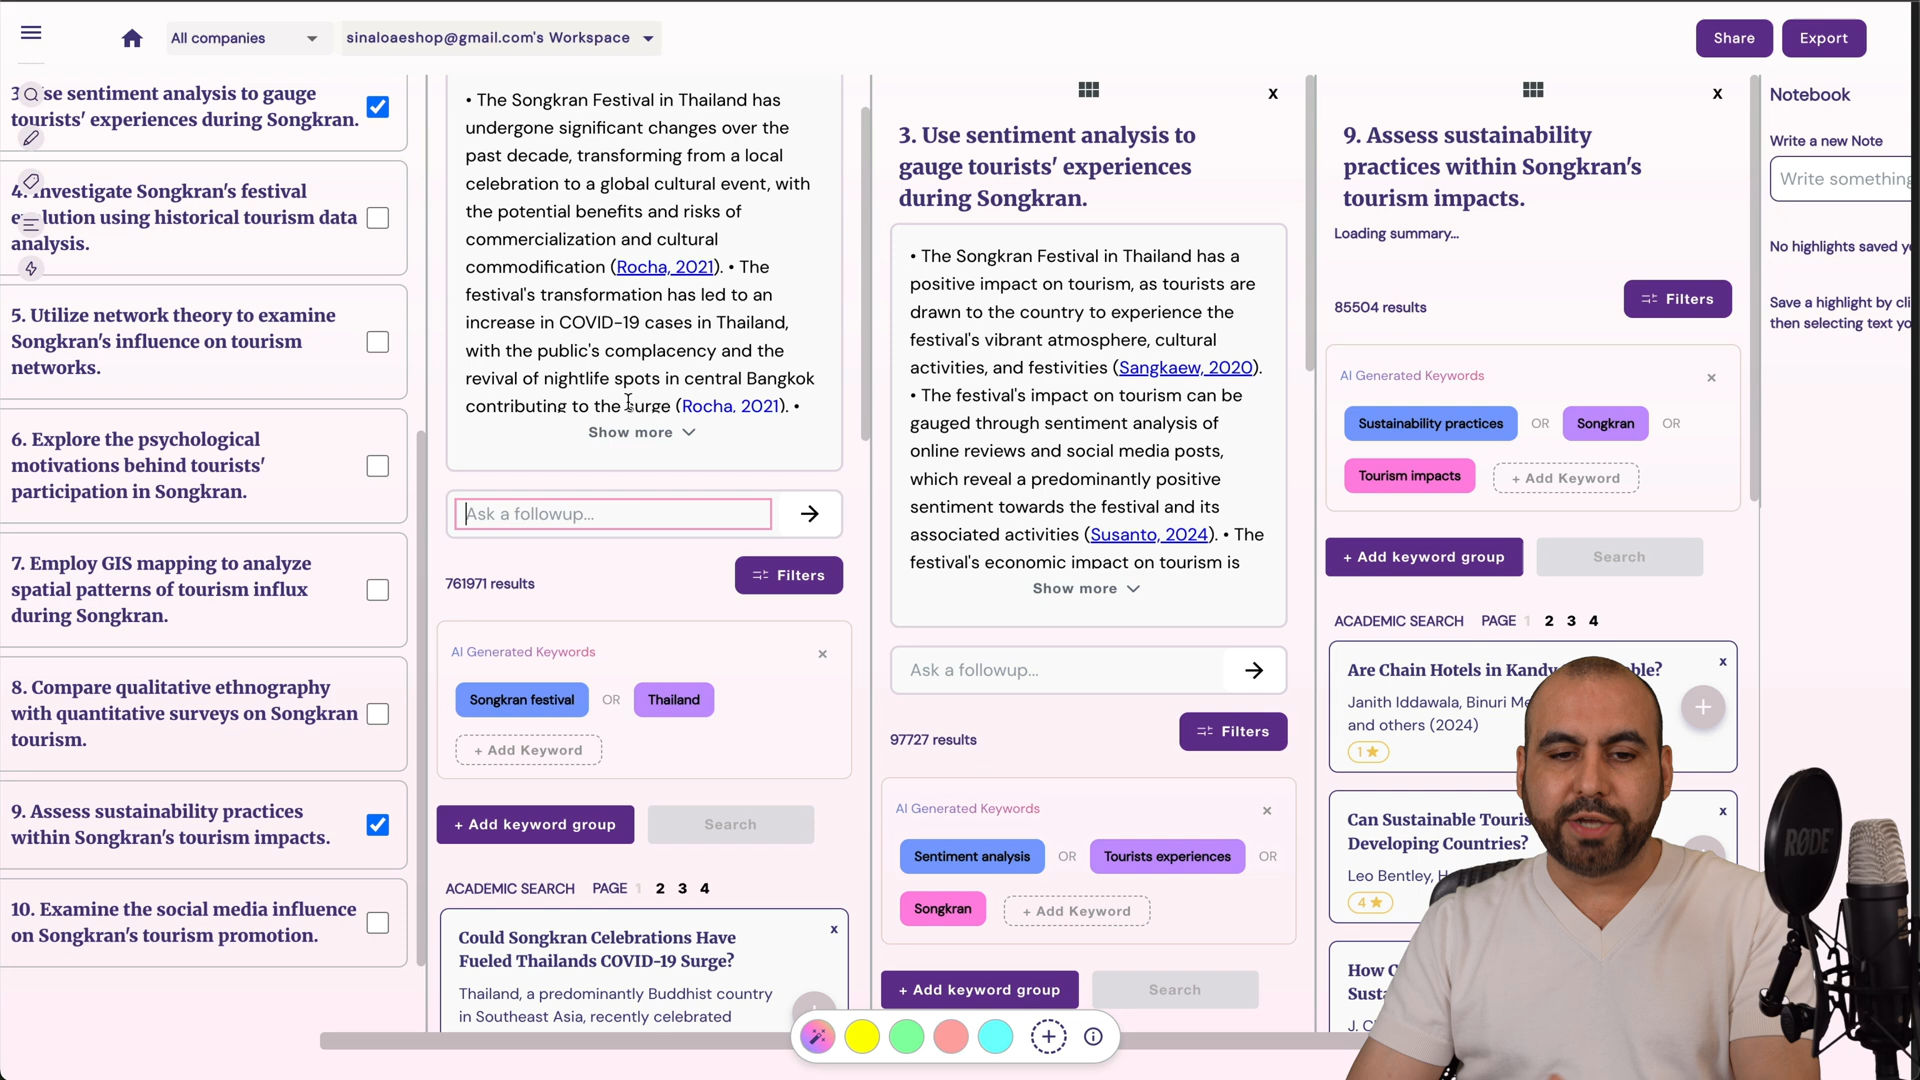 All companies
sinaloaeshop@gmail.com's Workspace
Share
Export
se sentiment analysis to gauge
tourists' experiences during Songkran.
4. Investigate Songkran's festival
using historical tourism data
analysis.
5. Utilize network theory to examine
Songkran's influence on tourism
networks.
6. Explore the psychological
motivations behind tourists'
participation in Songkran.
7. Employ GIS mapping to analyze
spatial patterns of tourism influx
during Songkran.
8. Compare qualitative ethnography
with quantitative surveys on Songkran
tourism.
9. Assess sustainability practices
within Songkran's tourism impacts.
10. Examine the social media influence
on Songkran's tourism promotion.
• The Songkran Festival in Thailand has
undergone significant changes over the
past decade, transforming from a local
celebration to a global cultural event, with
the potential benefits and risks of
commercialization and cultural
commodification (Rocha, 2021). • The
festival's transformation has led to an
increase in COVID-19 cases in Thailand,
with the public's complacency and the
revival of nightlife spots in central Bangkok
contributing to the surge (Rocha, 2021). •
Show more
Ask a followup...
761971 results
Filters
AI Generated Keywords
×
Songkran festival OR Thailand
+ Add Keyword
+ Add keyword group
Search
ACADEMIC SEARCH PAGE 1 2 3 4
Could Songkran Celebrations Have
Fueled Thailands COVID-19 Surge?
x
Thailand, a predominantly Buddhist country
in Southeast Asia, recently celebrated
x
3. Use sentiment analysis to
gauge tourists' experiences
during Songkran.
• The Songkran Festival in Thailand has a
positive impact on tourism, as tourists are
drawn to the country to experience the
festival's vibrant atmosphere, cultural
activities, and festivities (Sangkaew, 2020).
• The festival's impact on tourism can be
gauged through sentiment analysis of
online reviews and social media posts,
which reveal a predominantly positive
sentiment towards the festival and its
associated activities (Susanto, 2024). • The
festival's economic impact on tourism is
Show more
Ask a followup...
97727 results
Filters
AI Generated Keywords
×
Sentiment analysis OR Tourists experiences OR
Songkran
+ Add Keyword
+ Add keyword group
Search
x
9. Assess sustainability
practices within Songkran's
tourism impacts.
Loading summary...
85504 results
Filters
AI Generated Keywords
×
Sustainability practices OR Songkran OR
Tourism impacts
+ Add Keyword
+ Add keyword group
Search
ACADEMIC SEARCH PAGE 1 2 3 4
Are Chain Hotels in Kandy
x
Janith Iddawala, Binuri
and others (2024)
1
Can Sustainable
Developing Countries?
x
Leo Bentley,
4
How
J.
Notebook
Write a new Note
Write something
No highlights saved
Save a highlight by
then selecting text
RØDE